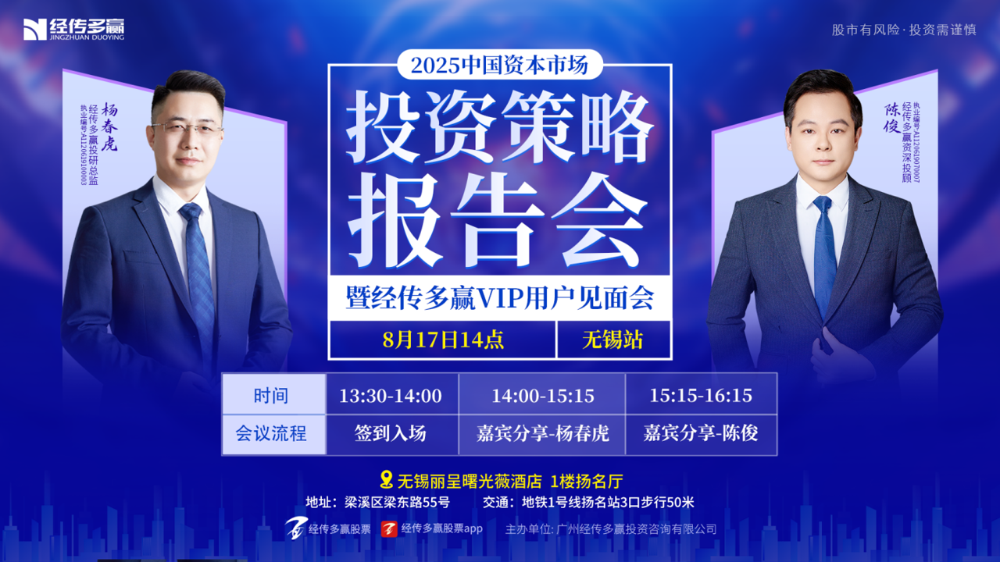 经传多赢
JINGZHUAN DUOYING
股市有风险·投资需谨慎
2025中国资本市场
投资策略
报告会
暨经传多赢VIP用户见面会
8月17日14点
无锡站
杨春虎
经传多赢投研总监
执业编号:A1120619100003
陈俊
经传多赢资深投顾
执业编号:A1120619070007
时间
13:30-14:00
14:00-15:15
15:15-16:15
会议流程
签到入场
嘉宾分享-杨春虎
嘉宾分享-陈俊
无锡丽呈曙光薇酒店 1楼扬名厅
地址：梁溪区梁东路55号
交通：地铁1号线扬名站3口步行50米
经传多赢股票
经传多赢股票app
主办单位: 广州经传多赢投资咨询有限公司